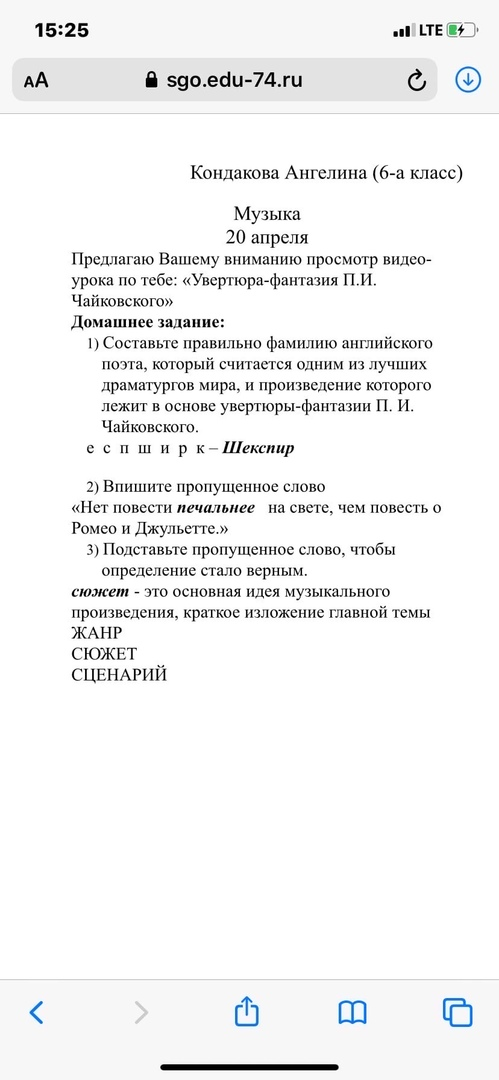 15:25 LTE
AA sgo.edu-74.ru
Кондакова Ангелина (6-а класс)
Музыка
20 апреля
Предлагаю Вашему вниманию просмотр видео-
урока по тебе: «Увертюра-фантазия П.И.
Чайковского»
Домашнее задание:
1) Составьте правильно фамилию английского
поэта, который считается одним из лучших
драматургов мира, и произведение которого
лежит в основе увертюры-фантазии П. И.
Чайковского.
е с п ш и р к – Шекспир
2) Впишите пропущенное слово
«Нет повести печальнее на свете, чем повесть о
Ромео и Джульетте.»
3) Подставьте пропущенное слово, чтобы
определение стало верным.
сюжет - это основная идея музыкального
произведения, краткое изложение главной темы
ЖАНР
СЮЖЕТ
СЦЕНАРИЙ